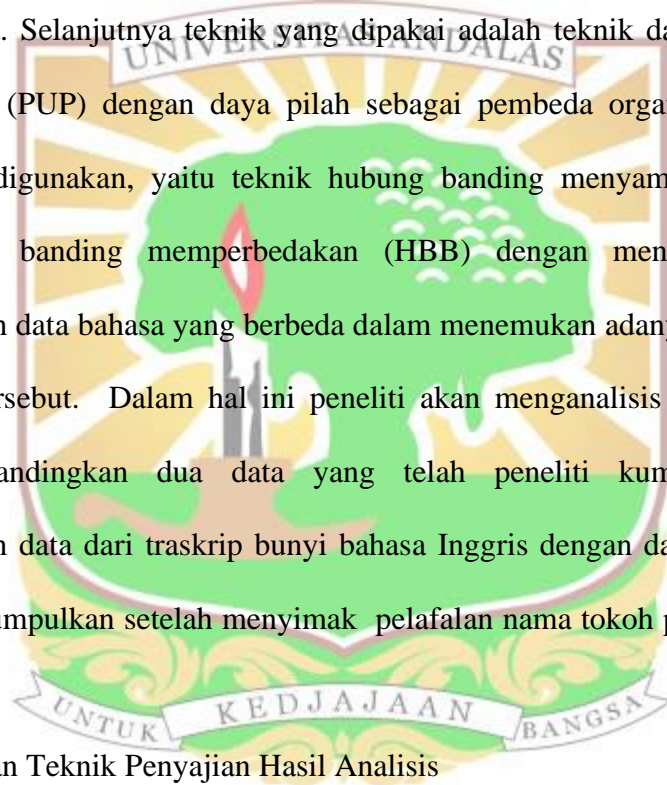 . Selanjutnya teknik yang dipakai adalah teknik da
UNIVERSITAS ANDALAS
(PUP) dengan daya pilah sebagai pembeda orga
digunakan, yaitu teknik hubung banding menyam
banding memperbedakan (HBB) dengan men
data bahasa yang berbeda dalam menemukan adany
rsebut. Dalam hal ini peneliti akan menganalisis
andingkan dua data yang telah peneliti kum
n data dari traskrip bunyi bahasa Inggris dengan da
umpulkan setelah menyimak pelafalan nama tokoh p
UNTUK KEDJAJAAN BANGSA
an Teknik Penyajian Hasil Analisis